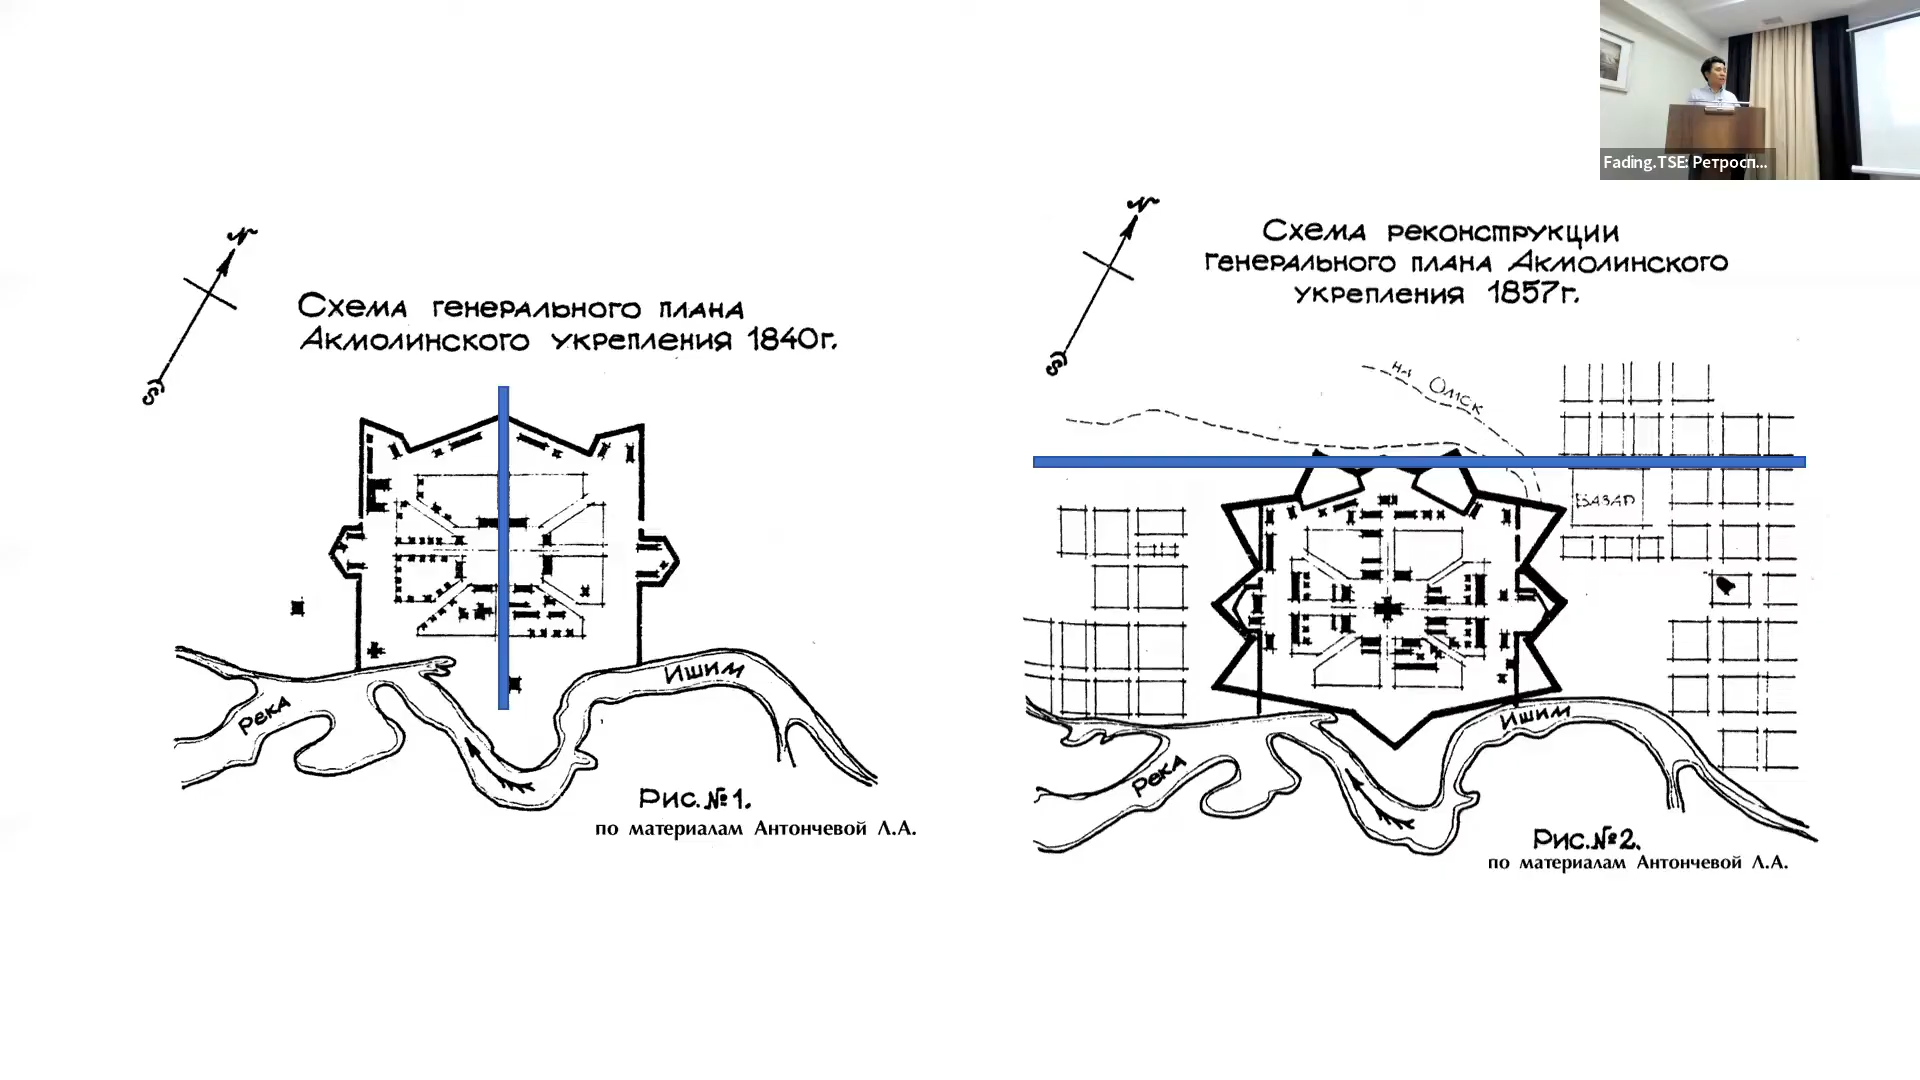 Fading.TSE: Ретросп...
N
S
Схема генерального плана
Акмолинского укрепления 1840г.
река
Ишим
Рис.№1.
по материалам Антончевой Л.А.
N
S
Схема реконструкции
генерального плана Акмолинского
укрепления 1857г.
на Омск
БАЗАР
река
Ишим
Рис.№2.
по материалам Антончевой Л.А.